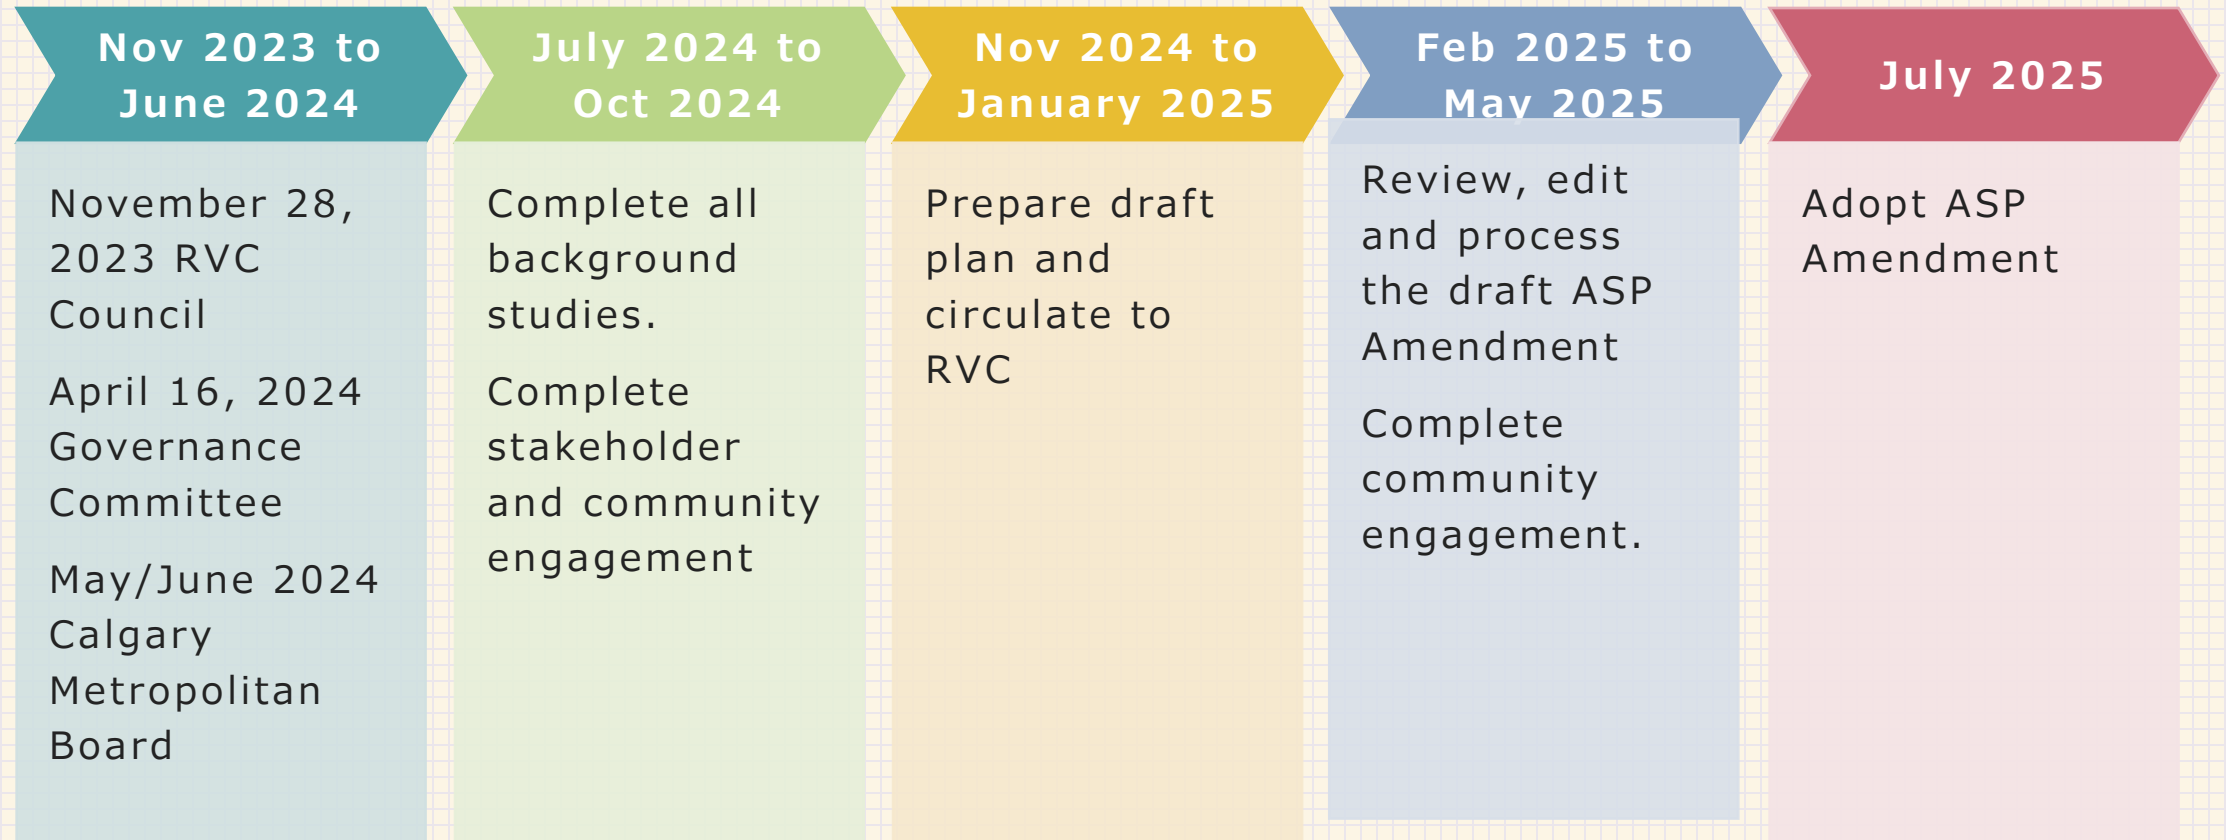 Nov 2023 to
June 2024
November 28,
2023 RVC
Council
April 16, 2024
Governance
Committee
May/June 2024
Calgary
Metropolitan
Board
July 2024 to
Oct 2024
Complete all
background
studies.
Complete
stakeholder
and community
engagement
Nov 2024 to
January 2025
Prepare draft
plan and
circulate to
RVC
Feb 2025 to
May 2025
Review, edit
and process
the draft ASP
Amendment
Complete
community
engagement.
July 2025
Adopt ASP
Amendment